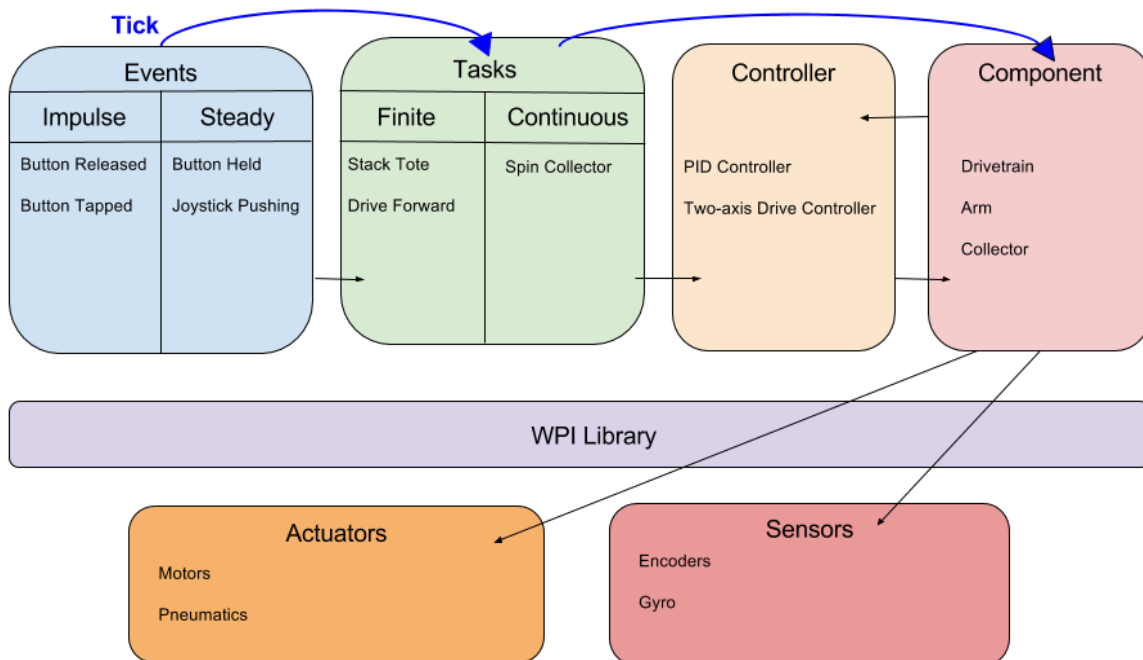 Tick
Events
Impulse
Steady
Button Released
Button Held
Button Tapped
Joystick Pushing
Tasks
Finite
Continuous
Stack Tote
Spin Collector
Drive Forward
Controller
PID Controller
Two-axis Drive Controller
Component
Drivetrain
Arm
Collector
WPI Library
Actuators
Motors
Pneumatics
Sensors
Encoders
Gyro